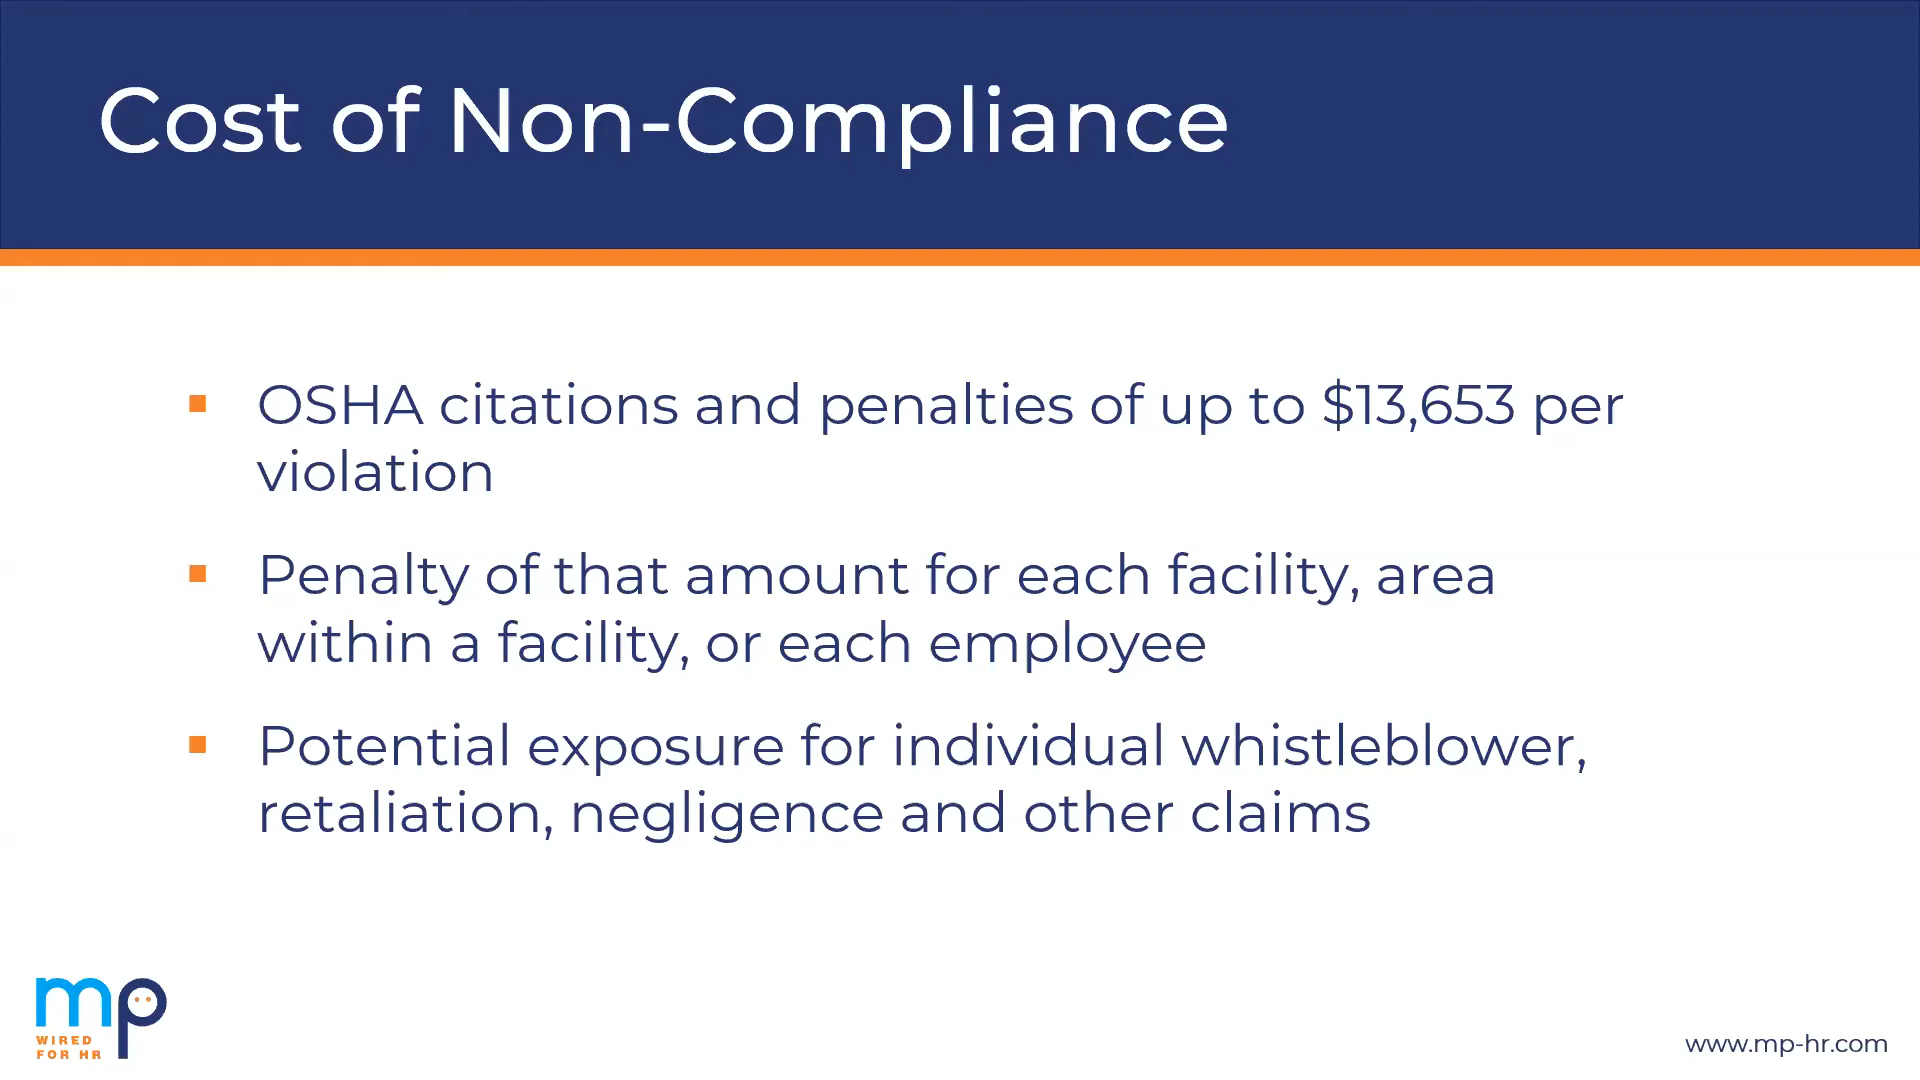 Cost of Non-Compliance
OSHA citations and penalties of up to $13,653 per
violation
Penalty of that amount for each facility, area
within a facility, or each employee
Potential exposure for individual whistleblower,
retaliation, negligence and other claims
mp
WIRED
FOR HR
www.mp-hr.com